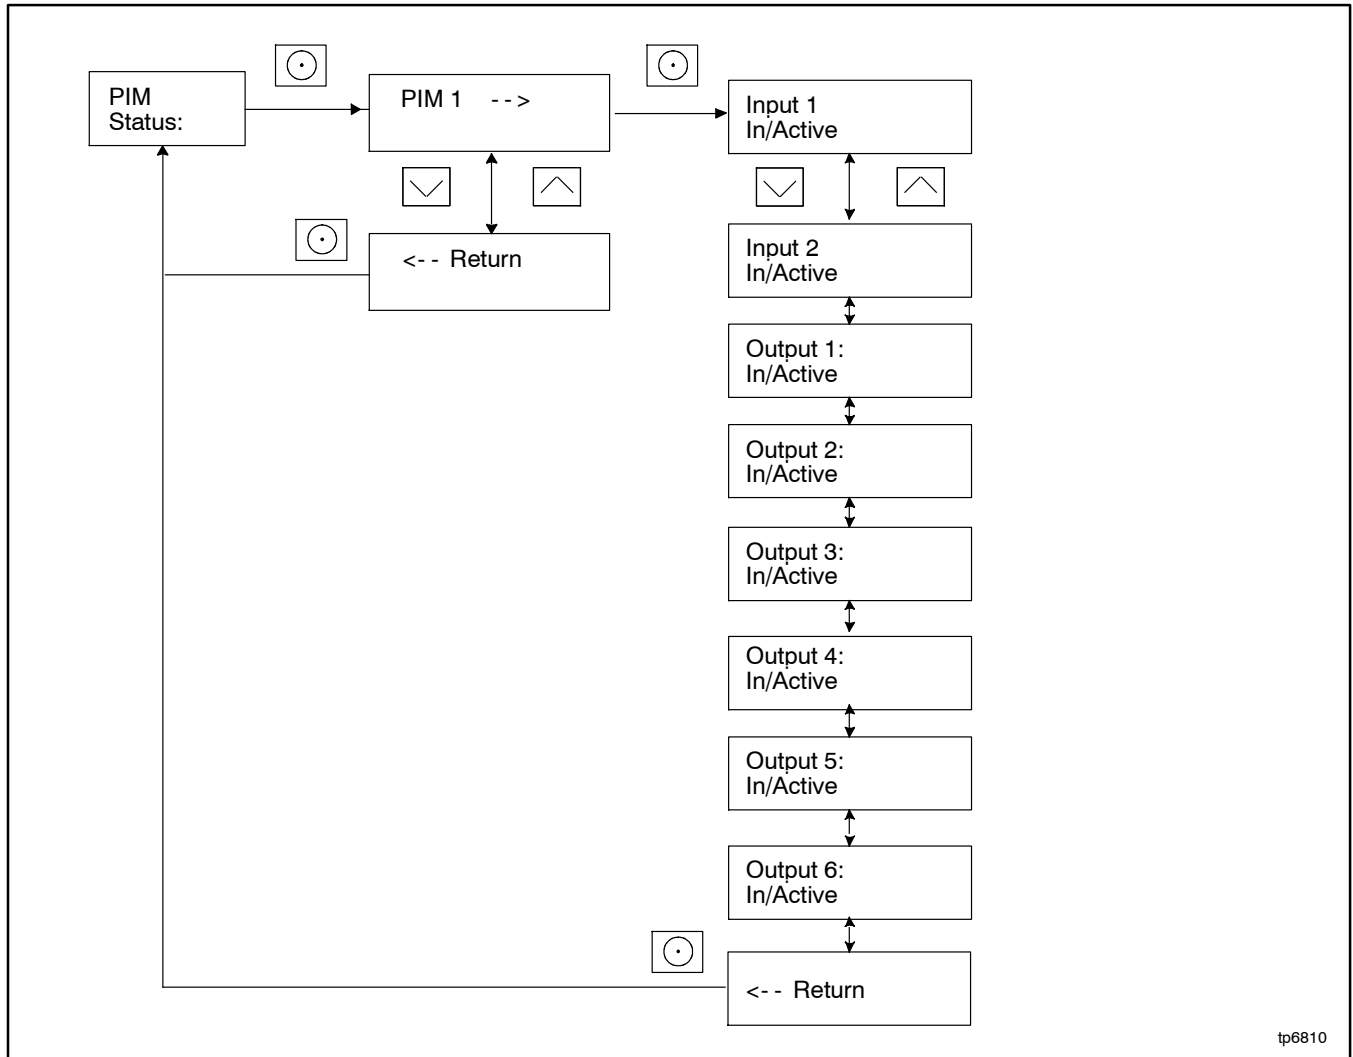 PIM
Status:
PIM 1 - ->
<- - Return
Input 1
In/Active
Input 2
In/Active
Output 1:
In/Active
Output 2:
In/Active
Output 3:
In/Active
Output 4:
In/Active
Output 5:
In/Active
Output 6:
In/Active
<- - Return
tp6810